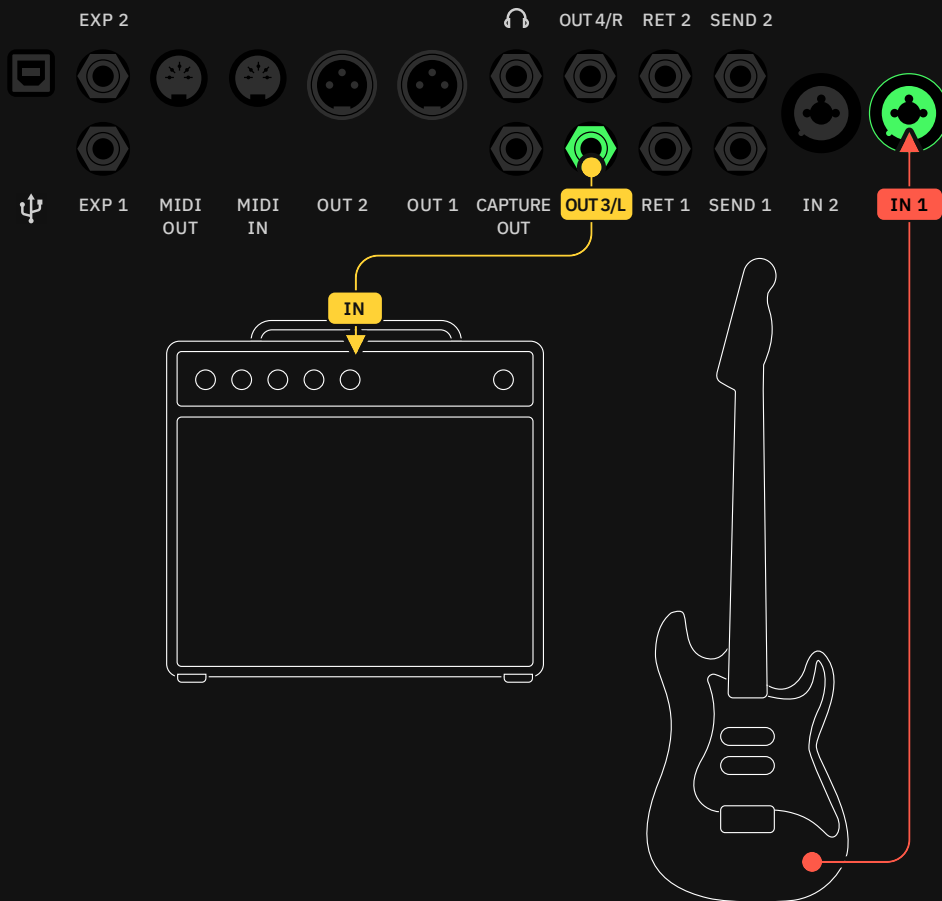 EXP 2
OUT 4/R
RET 2
SEND 2
EXP 1
MIDI
OUT
MIDI
IN
OUT 2
OUT 1
CAPTURE
OUT
OUT 3/L
RET 1
SEND 1
IN 2
IN 1
IN